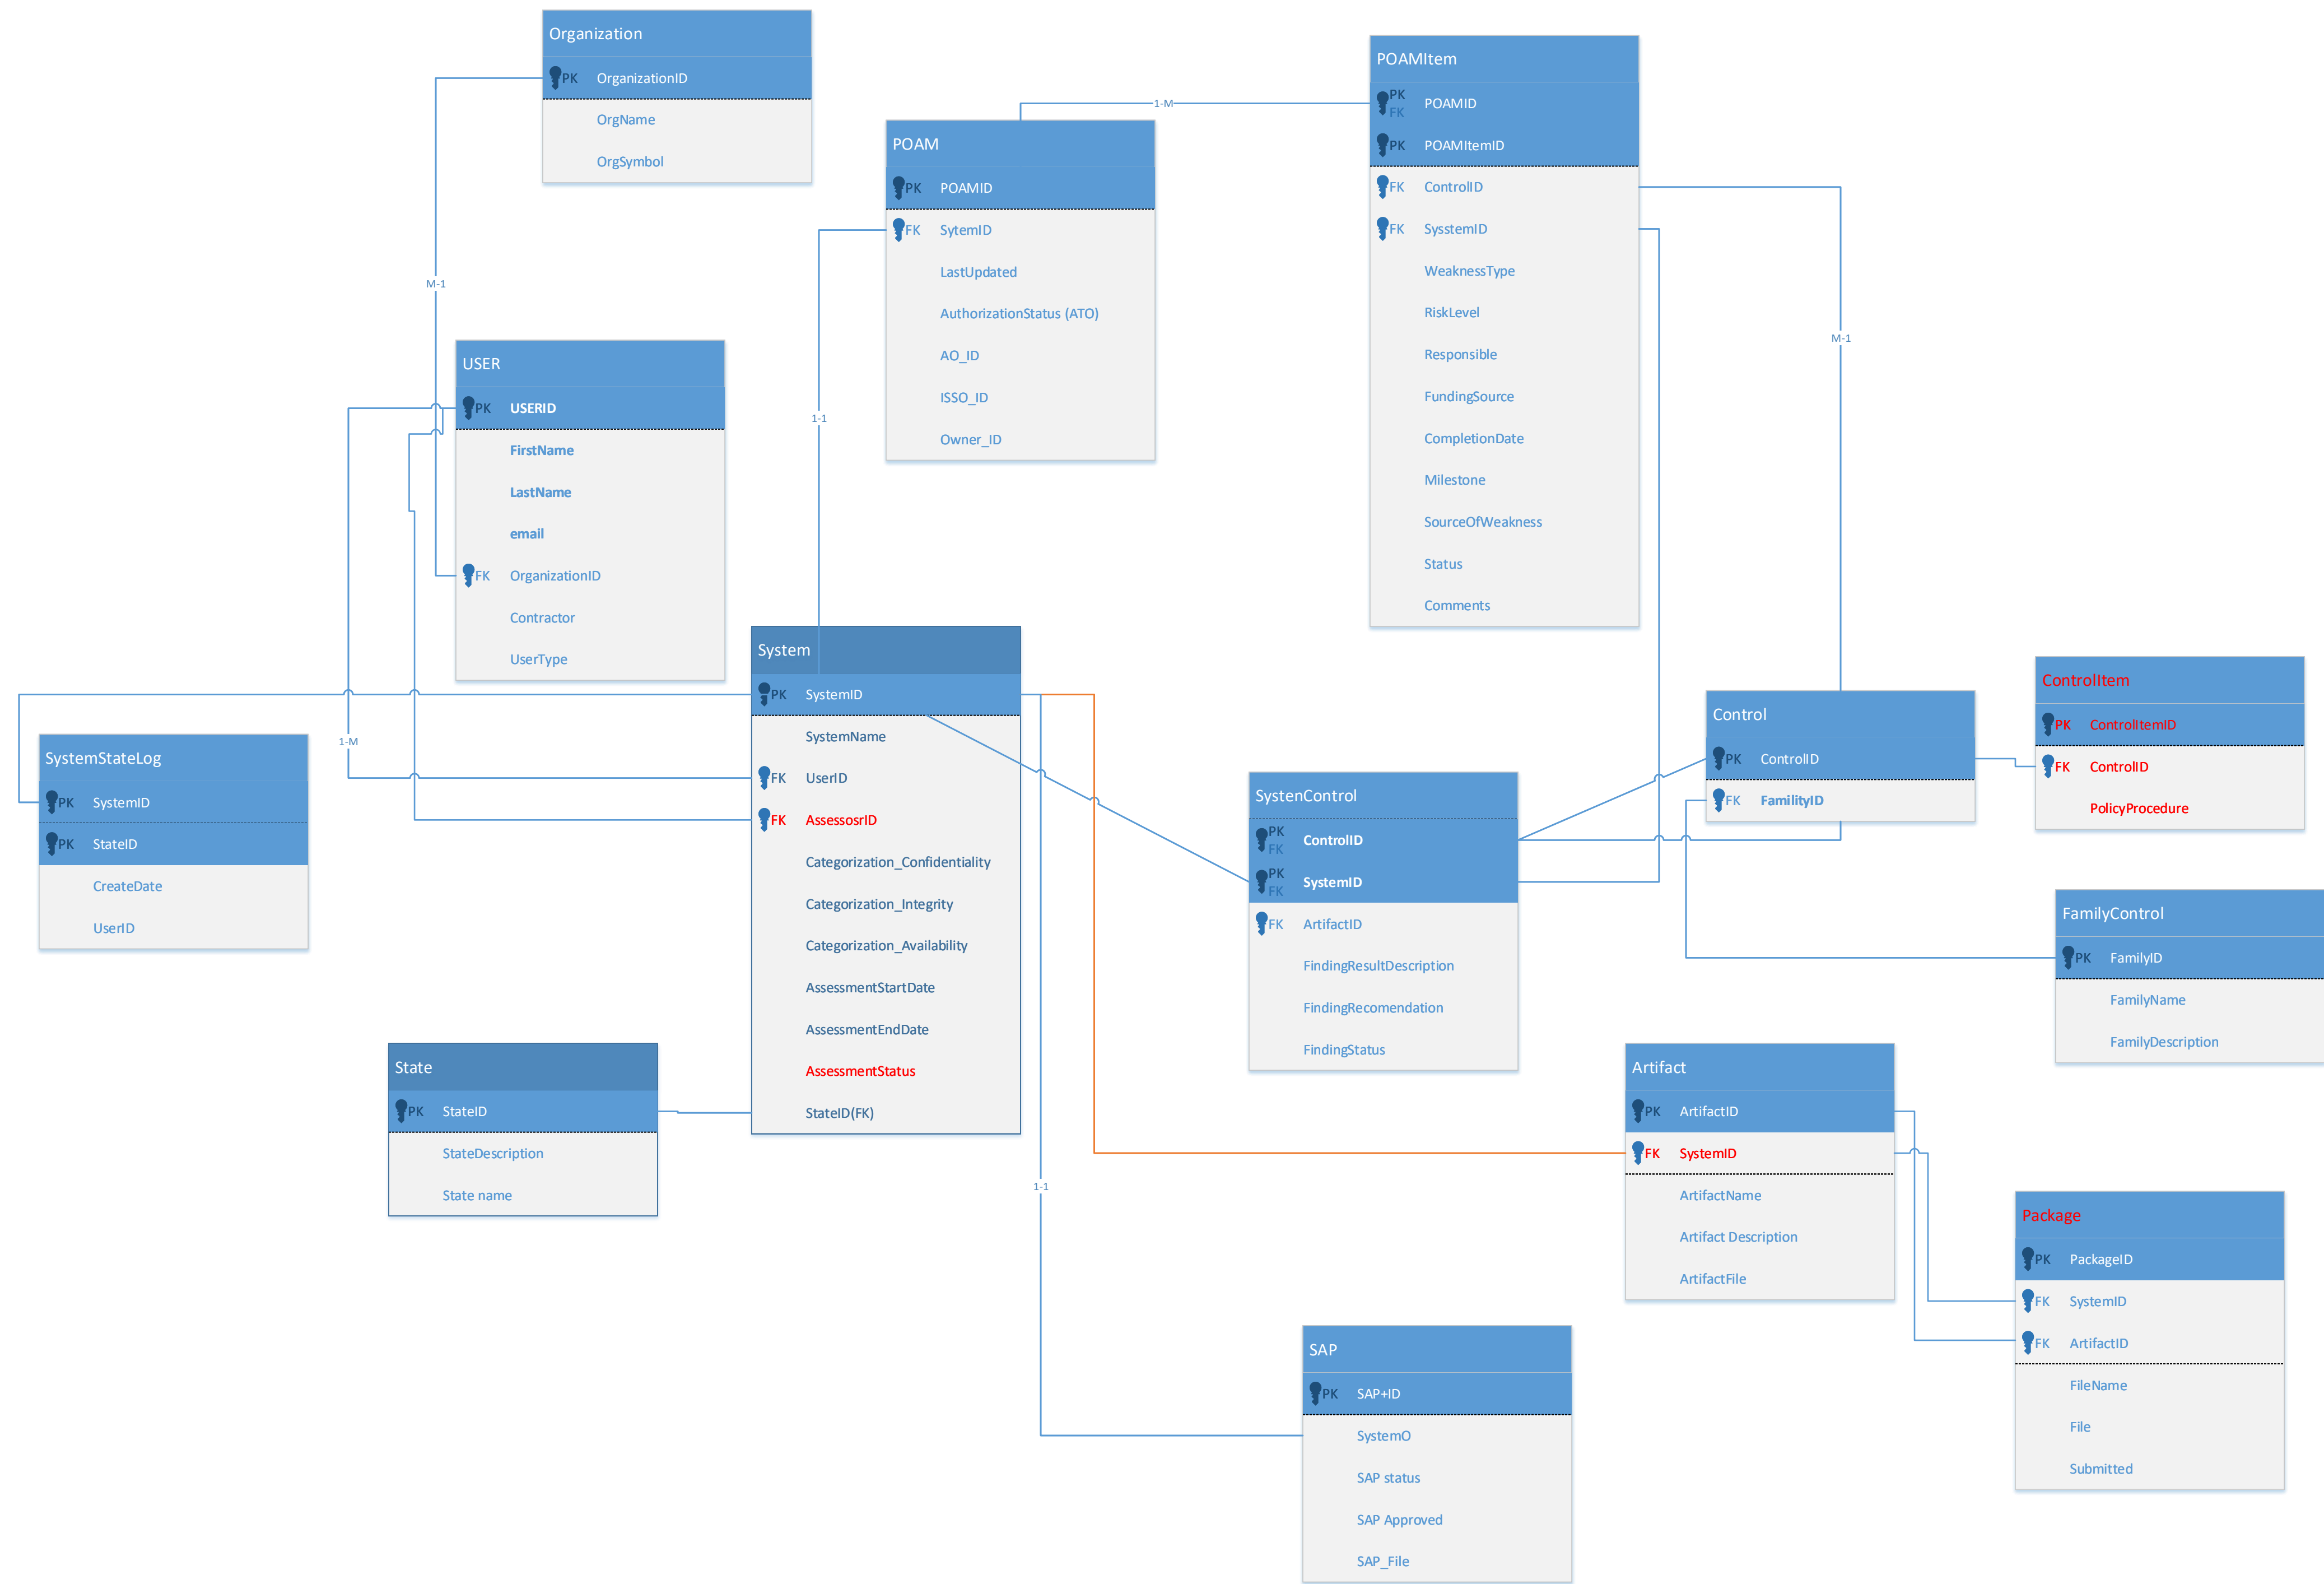 Organization
PK OrganizationID
OrgName
OrgSymbol
POAMItem
PK
FK
POAMID
PK POAMItemID
FK ControlID
FK SysstemID
WeaknessType
RiskLevel
Responsible
FundingSource
CompletionDate
Milestone
SourceOfWeakness
Status
Comments
1-M
POAM
PK POAMID
FK SytemID
LastUpdated
AuthorizationStatus (ATO)
AO_ID
ISSO_ID
Owner_ID
M-1
M-1
1-1
USER
PK USERID
FirstName
LastName
email
FK OrganizationID
Contractor
UserType
System
PK SystemID
SystemName
FK UserID
FK AssessosrID
Categorization_Confidentiality
Categorization_Integrity
Categorization_Availability
AssessmentStartDate
AssessmentEndDate
AssessmentStatus
StateID(FK)
1-M
SystemStateLog
PK SystemID
PK StateID
CreateDate
UserID
Control
PK ControlID
FK FamilityID
ControlItem
PK ControlItemID
FK ControlID
PolicyProcedure
SystenControl
PK
FK
ControlID
PK
FK
SystemID
FK ArtifactID
FindingResultDescription
FindingRecomendation
FindingStatus
FamilyControl
PK FamilyID
FamilyName
FamilyDescription
State
PK StateID
StateDescription
State name
Artifact
PK ArtifactID
FK SystemID
ArtifactName
Artifact Description
ArtifactFile
1-1
Package
PK PackageID
FK SystemID
FK ArtifactID
FileName
File
Submitted
SAP
PK SAP+ID
SystemO
SAP status
SAP Approved
SAP_File